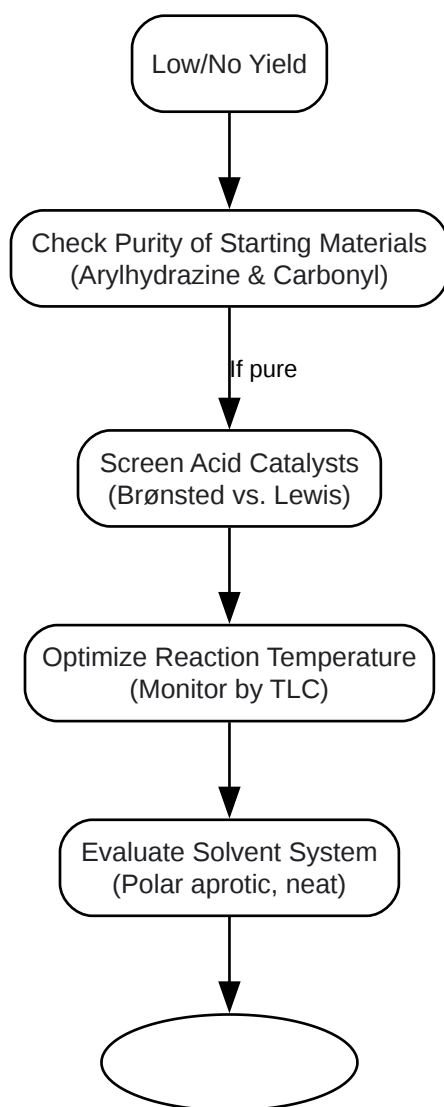 Low/No Yield
Check Purity of Starting Materials
(Arylhydrazine & Carbonyl)
If pure
Screen Acid Catalysts
(Brønsted vs. Lewis)
Optimize Reaction Temperature
(Monitor by TLC)
Evaluate Solvent System
(Polar aprotic, neat)